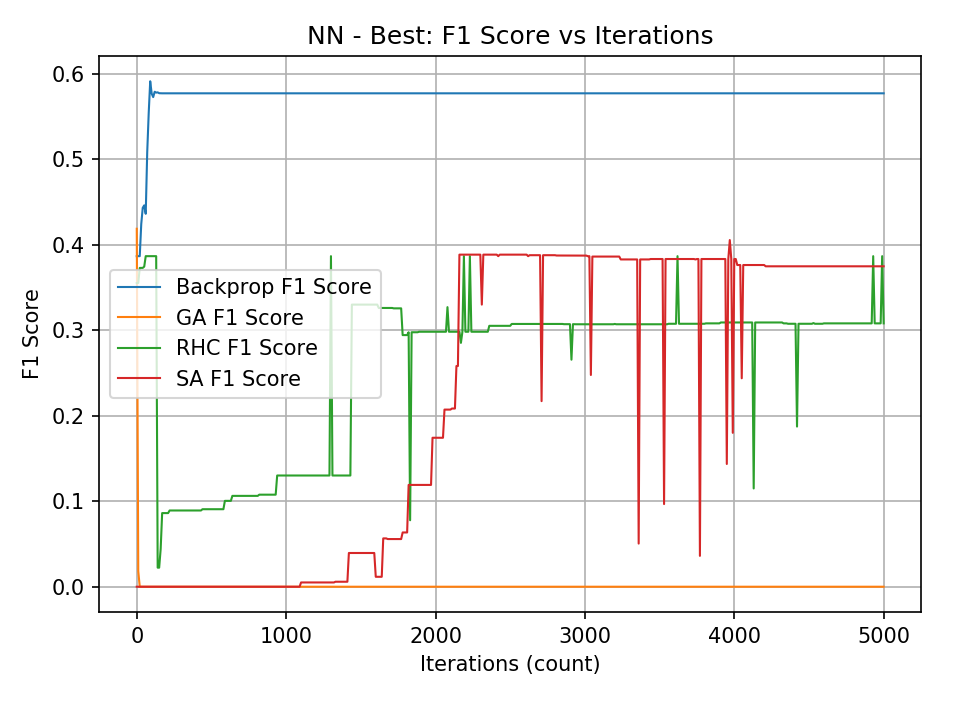 NN - Best: F1 Score vs Iterations
F1 Score
0.6
0.5
0.4
0.3
0.2
0.1
0.0
Backprop F1 Score
GA F1 Score
RHC F1 Score
SA F1 Score
0 1000 2000 3000 4000 5000
Iterations (count)